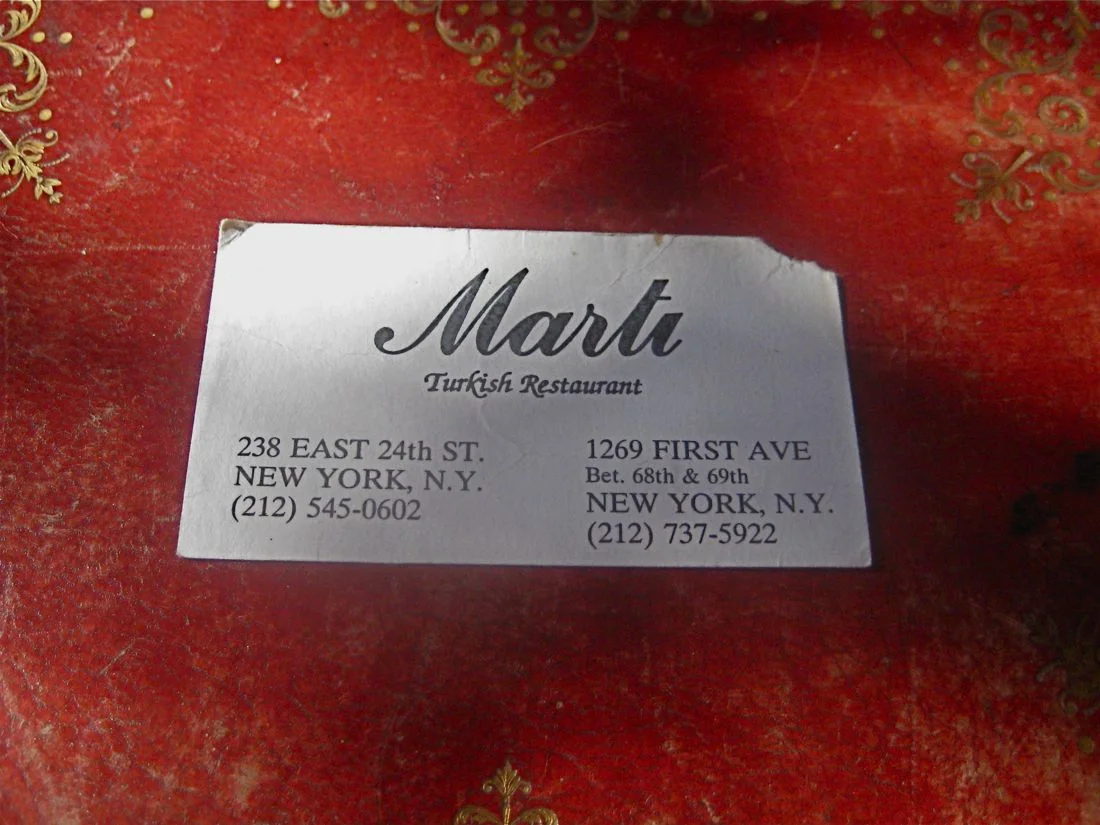 Martı
Turkish Restaurant
238 EAST 24th ST.
NEW YORK, N.Y.
(212) 545-0602
1269 FIRST AVE
Bet. 68th & 69th
NEW YORK, N.Y.
(212) 737-5922